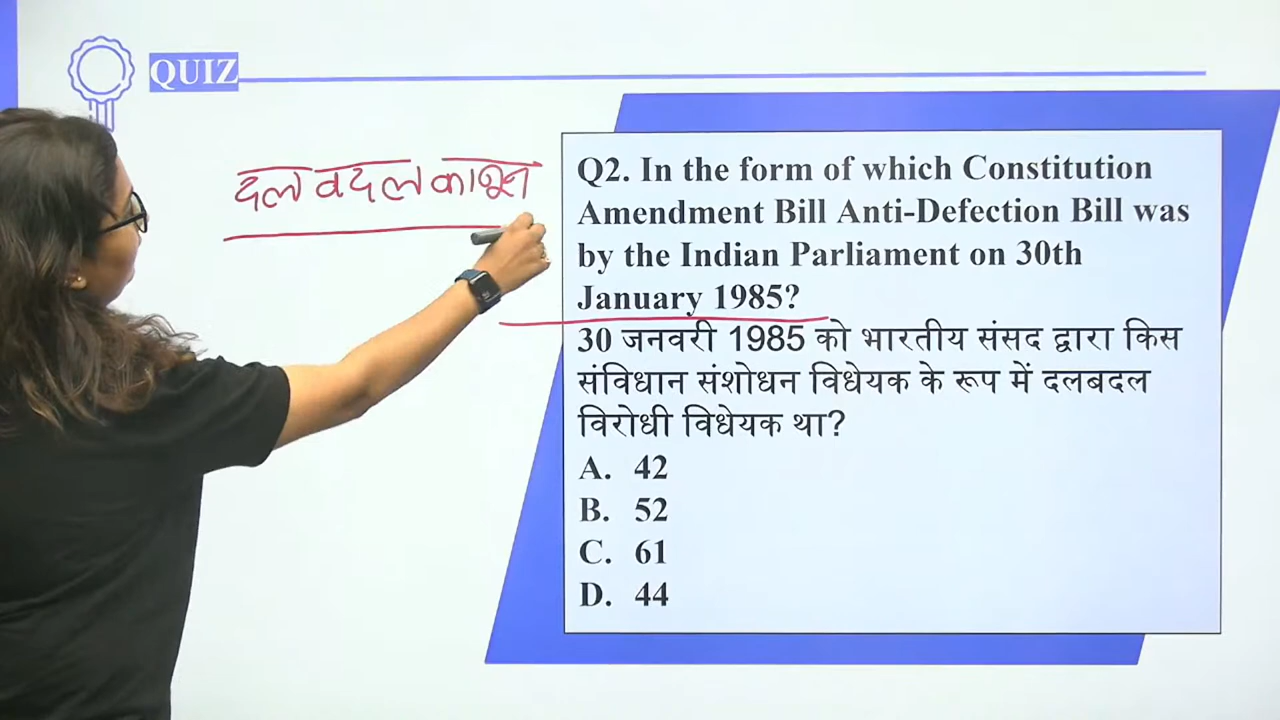 QUIZ
दल बदल कानून
Q2. In the form of which Constitution
Amendment Bill Anti-Defection Bill was
by the Indian Parliament on 30th
January 1985?
30 जनवरी 1985 को भारतीय संसद द्वारा किस
संविधान संशोधन विधेयक के रूप में दलबदल
विरोधी विधेयक था?
A. 42
B. 52
C. 61
D. 44